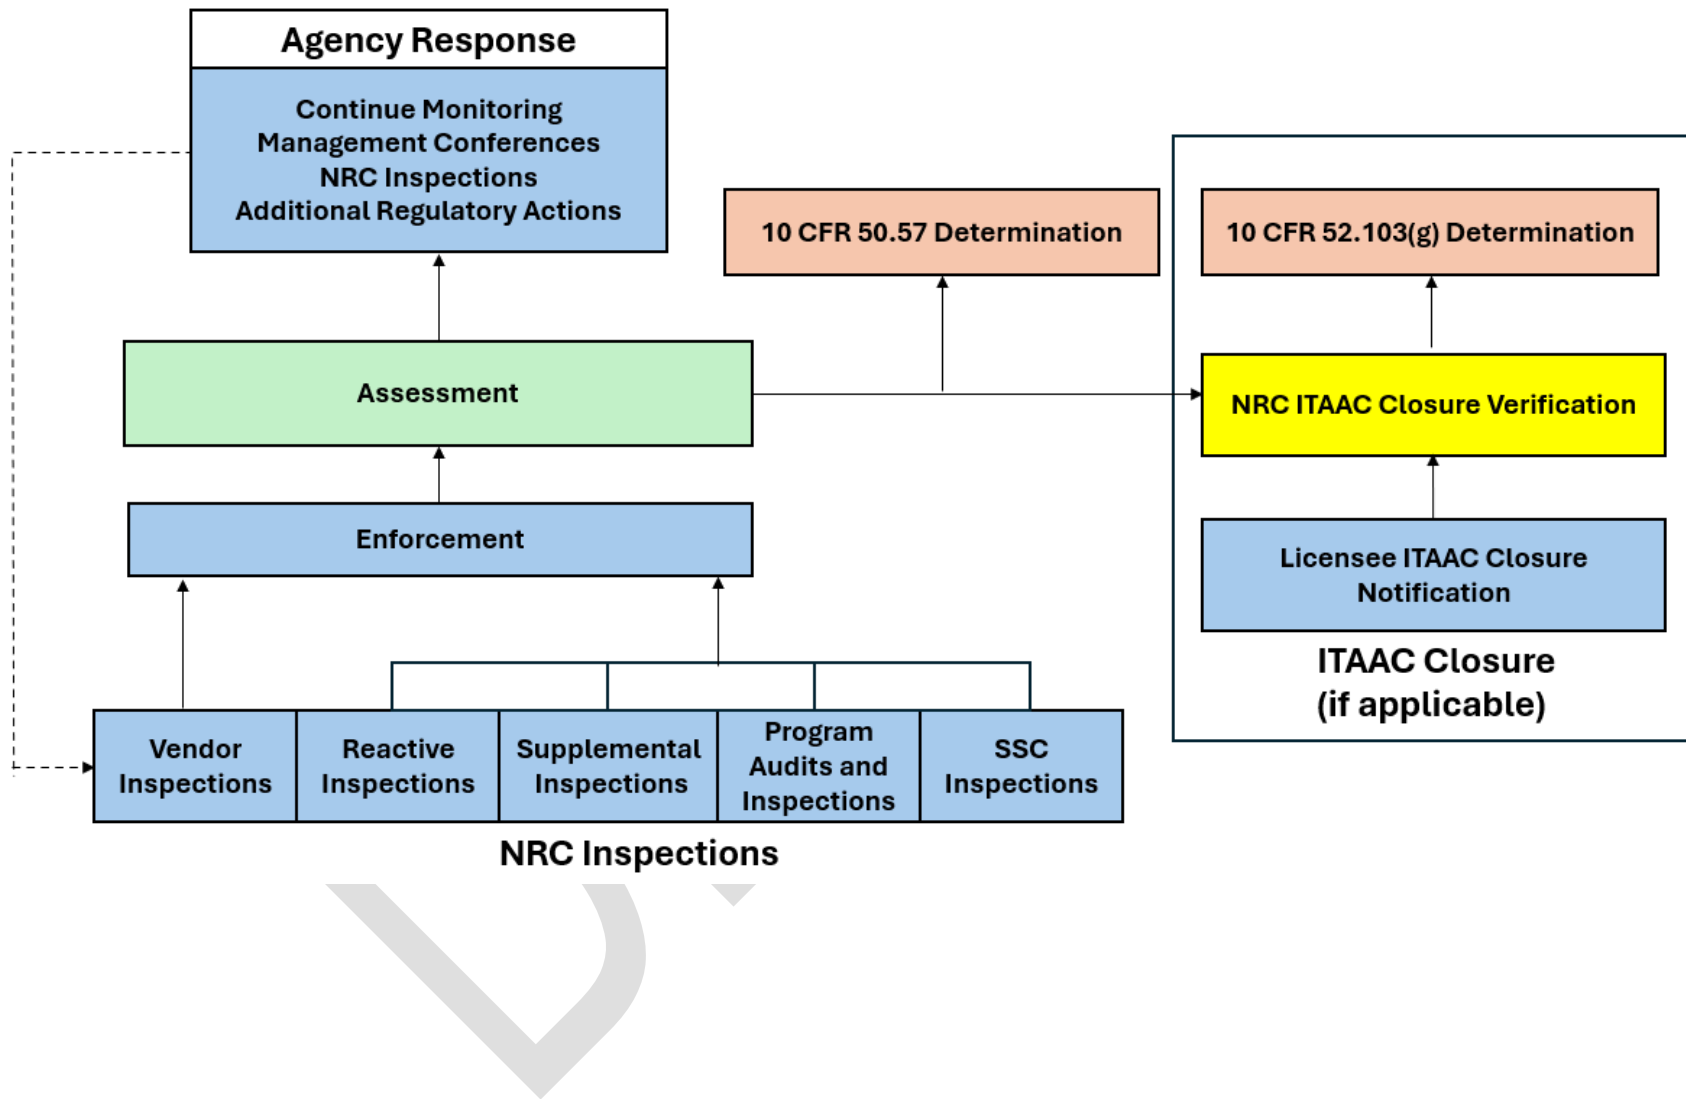 Agency Response
Continue Monitoring
Management Conferences
NRC Inspections
Additional Regulatory Actions
10 CFR 50.57 Determination
10 CFR 52.103(g) Determination
Assessment
NRC ITAAC Closure Verification
Enforcement
Licensee ITAAC Closure
Notification
ITAAC Closure
(if applicable)
Vendor
Inspections
Reactive
Inspections
Supplemental
Inspections
Program
Audits and
Inspections
SSC
Inspections
NRC Inspections